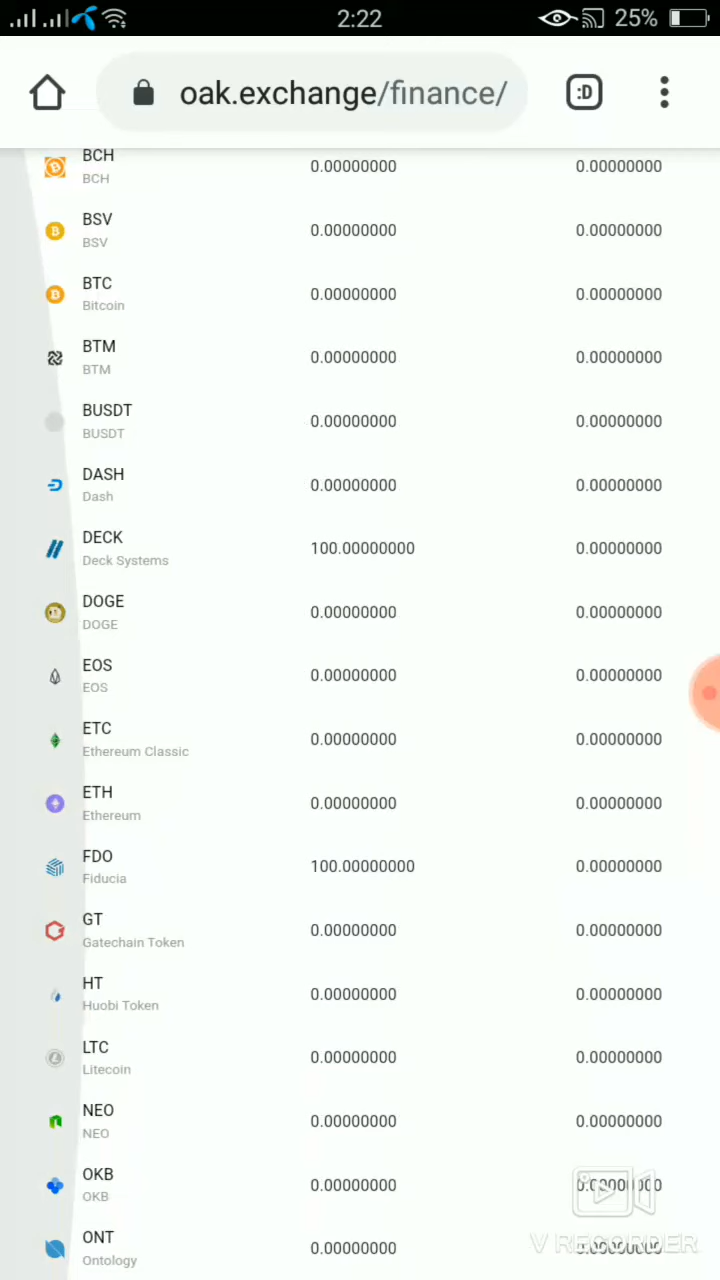 2:22
25%
oak.exchange/finance/
:D
BCH 0.00000000 0.00000000
BCH
BSV 0.00000000 0.00000000
BSV
BTC 0.00000000 0.00000000
Bitcoin
BTM 0.00000000 0.00000000
BTM
BUSDT 0.00000000 0.00000000
BUSDT
DASH 0.00000000 0.00000000
Dash
DECK 100.00000000 0.00000000
Deck Systems
DOGE 0.00000000 0.00000000
DOGE
EOS 0.00000000 0.00000000
EOS
ETC 0.00000000 0.00000000
Ethereum Classic
ETH 0.00000000 0.00000000
Ethereum
FDO 100.00000000 0.00000000
Fiducia
GT 0.00000000 0.00000000
Gatechain Token
HT 0.00000000 0.00000000
Huobi Token
LTC 0.00000000 0.00000000
Litecoin
NEO 0.00000000 0.00000000
NEO
OKB 0.00000000 0.00000000
OKB
ONT 0.00000000 0.00000000
Ontology
V RECORDER